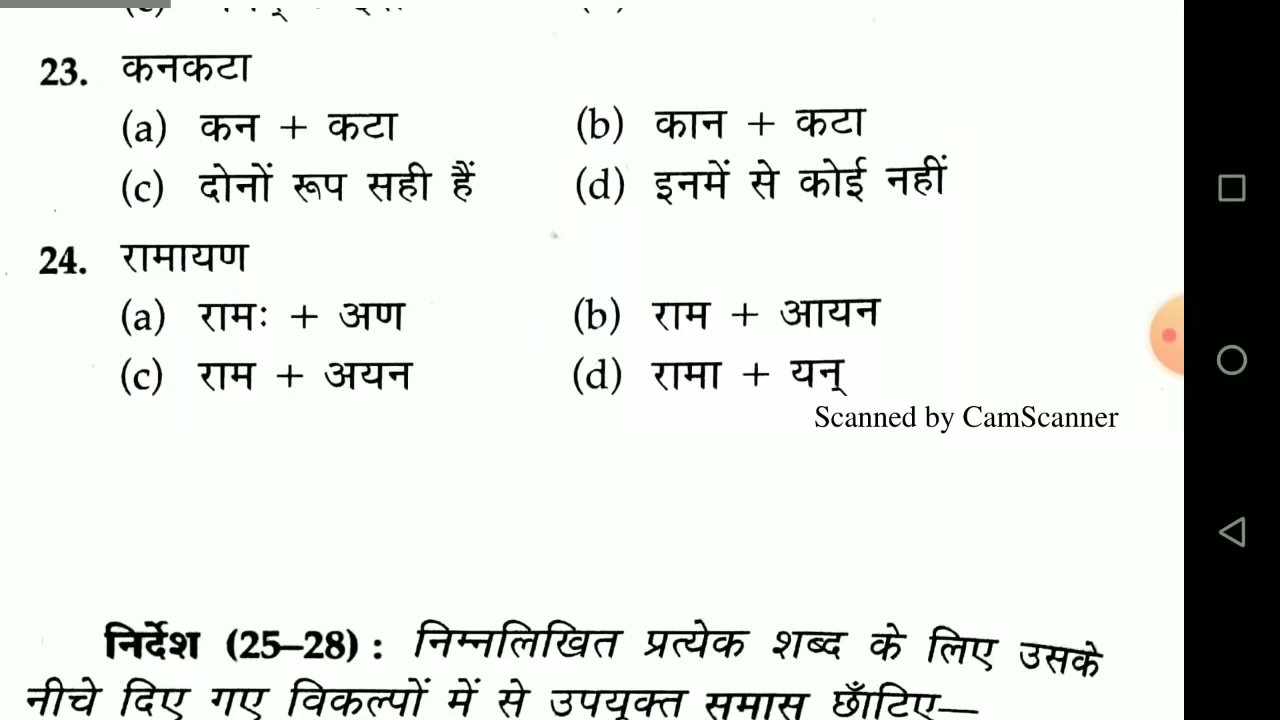 23. कनकटा
(a) कन + कटा (b) कान + कटा
(c) दोनों रूप सही हैं (d) इनमें से कोई नहीं
24. रामायण
(a) रामः + अण (b) राम + आयन
(c) राम + अयन (d) रामा + यन्
Scanned by CamScanner
निर्देश (25–28) : निम्नलिखित प्रत्येक शब्द के लिए उसके
नीचे दिए गए विकल्पों में से उपयुक्त समास छाँटिए—